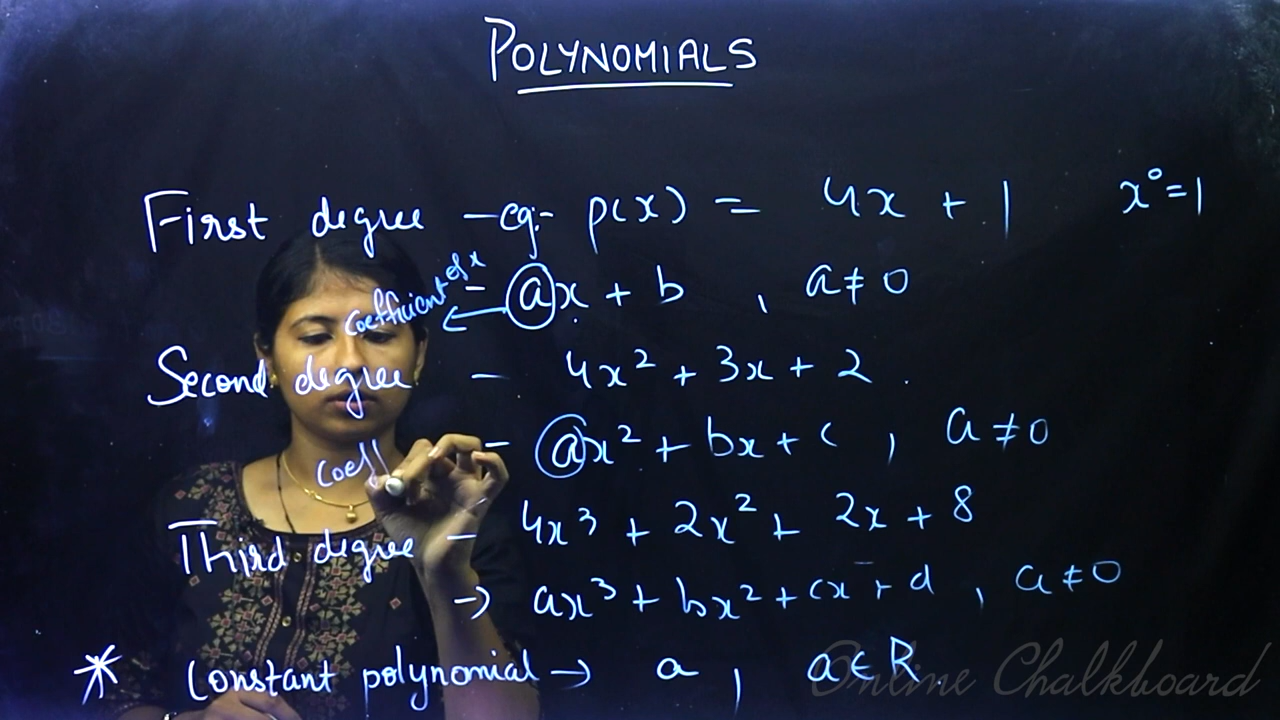 POLYNOMIALS
First degree - eg:- p(x) = 4x + 1 x⁰ = 1
coefficient of x ← - ax + b , a ≠ 0
Second degree - 4x² + 3x + 2 .
coeff - ax² + bx + c , a ≠ 0
Third degree - 4x³ + 2x² + 2x + 8
→ ax³ + bx² + cx + d , a ≠ 0
* Constant polynomial → a , a ∈ R
Online Chalkboard